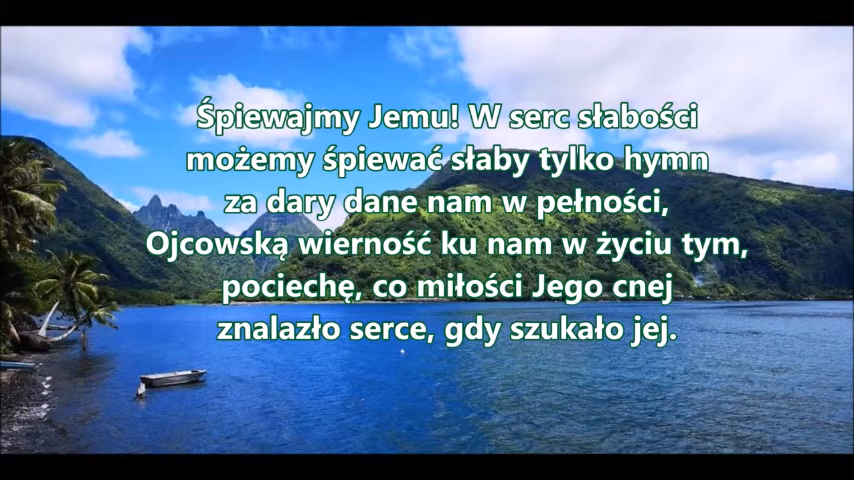 Śpiewajmy Jemu! W serc słabości
możemy śpiewać słaby tylko hymn
za dary dane nam w pełności,
Ojcowską wierność ku nam w życiu tym,
pociechę, co miłości Jego cnej
znalazło serce, gdy szukało jej.